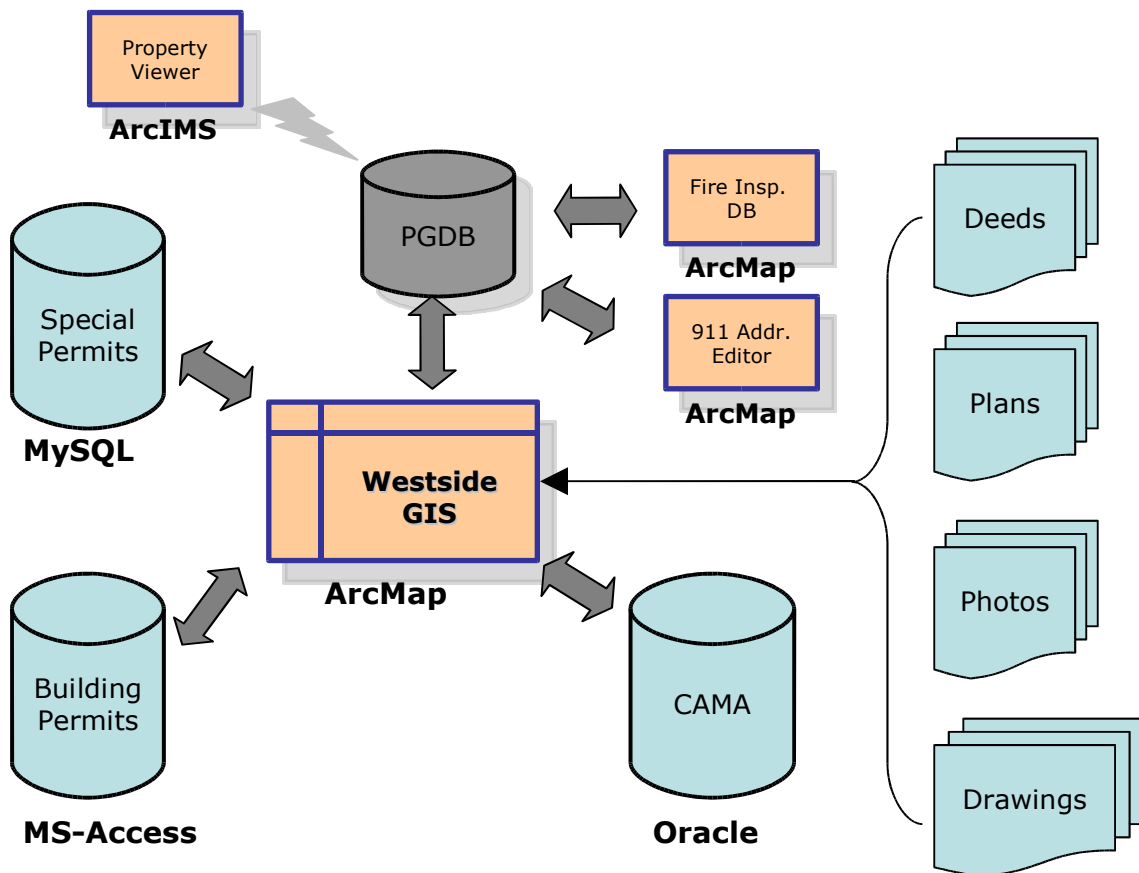 Property
Viewer
ArcIMS
PGDB
Fire Insp.
DB
ArcMap
911 Addr.
Editor
ArcMap
Special
Permits
MySQL
Westside
GIS
ArcMap
Building
Permits
MS-Access
CAMA
Oracle
Deeds
Plans
Photos
Drawings